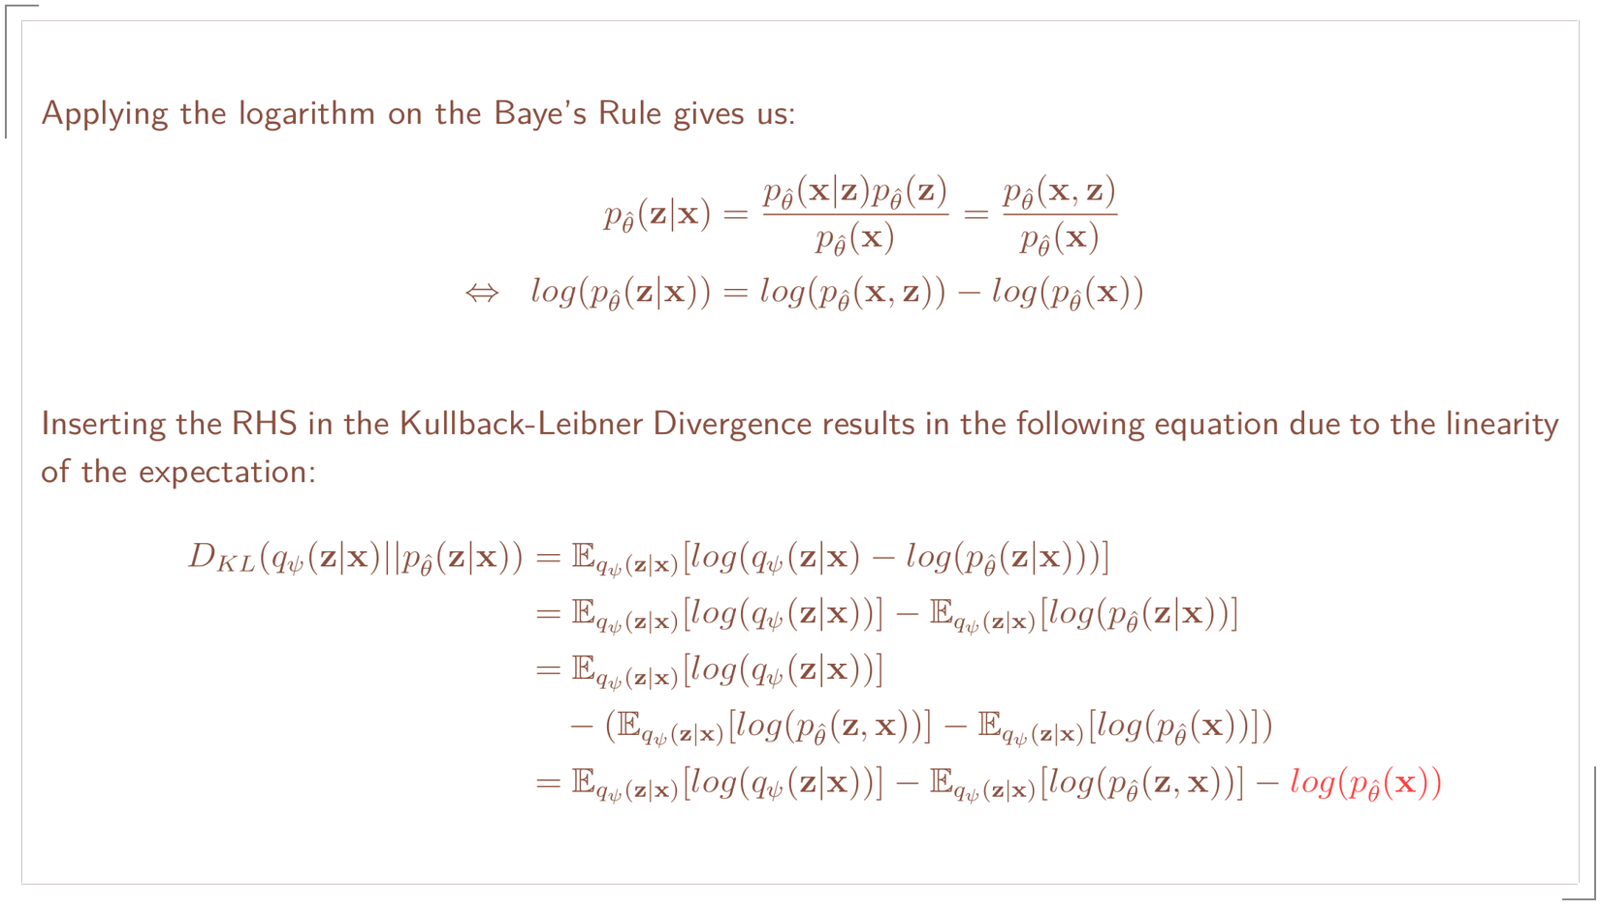 Applying the logarithm on the Baye's Rule gives us:
$p_{\hat{\theta}}(\mathbf{z}|\mathbf{x}) = \frac{p_{\hat{\theta}}(\mathbf{x}|\mathbf{z})p_{\hat{\theta}}(\mathbf{z})}{p_{\hat{\theta}}(\mathbf{x})} = \frac{p_{\hat{\theta}}(\mathbf{x},\mathbf{z})}{p_{\hat{\theta}}(\mathbf{x})}$
$\Leftrightarrow \quad log(p_{\hat{\theta}}(\mathbf{z}|\mathbf{x})) = log(p_{\hat{\theta}}(\mathbf{x},\mathbf{z})) - log(p_{\hat{\theta}}(\mathbf{x}))$
Inserting the RHS in the Kullback-Leibner Divergence results in the following equation due to the linearity
of the expectation:
$D_{KL}(q_{\psi}(\mathbf{z}|\mathbf{x})||p_{\hat{\theta}}(\mathbf{z}|\mathbf{x})) = \mathbb{E}_{q_{\psi}(\mathbf{z}|\mathbf{x})}[log(q_{\psi}(\mathbf{z}|\mathbf{x}) - log(p_{\hat{\theta}}(\mathbf{z}|\mathbf{x})))]$
$= \mathbb{E}_{q_{\psi}(\mathbf{z}|\mathbf{x})}[log(q_{\psi}(\mathbf{z}|\mathbf{x}))] - \mathbb{E}_{q_{\psi}(\mathbf{z}|\mathbf{x})}[log(p_{\hat{\theta}}(\mathbf{z}|\mathbf{x}))]$
$= \mathbb{E}_{q_{\psi}(\mathbf{z}|\mathbf{x})}[log(q_{\psi}(\mathbf{z}|\mathbf{x}))]$
$- (\mathbb{E}_{q_{\psi}(\mathbf{z}|\mathbf{x})}[log(p_{\hat{\theta}}(\mathbf{z},\mathbf{x}))] - \mathbb{E}_{q_{\psi}(\mathbf{z}|\mathbf{x})}[log(p_{\hat{\theta}}(\mathbf{x}))])$
$= \mathbb{E}_{q_{\psi}(\mathbf{z}|\mathbf{x})}[log(q_{\psi}(\mathbf{z}|\mathbf{x}))] - \mathbb{E}_{q_{\psi}(\mathbf{z}|\mathbf{x})}[log(p_{\hat{\theta}}(\mathbf{z},\mathbf{x}))] - log(p_{\hat{\theta}}(\mathbf{x}))$